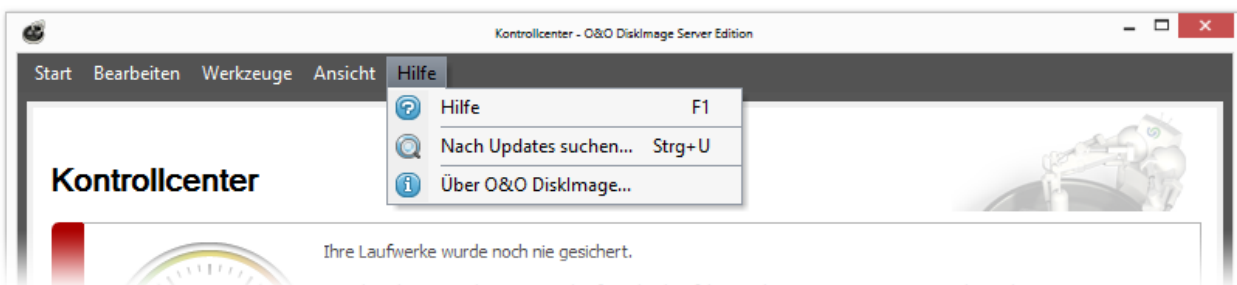 Kontrollcenter - O&O DiskImage Server Edition
Start Bearbeiten Werkzeuge Ansicht Hilfe
Hilfe F1
Nach Updates suchen... Strg+U
Über O&O DiskImage...
Kontrollcenter
Ihre Laufwerke wurde noch nie gesichert.